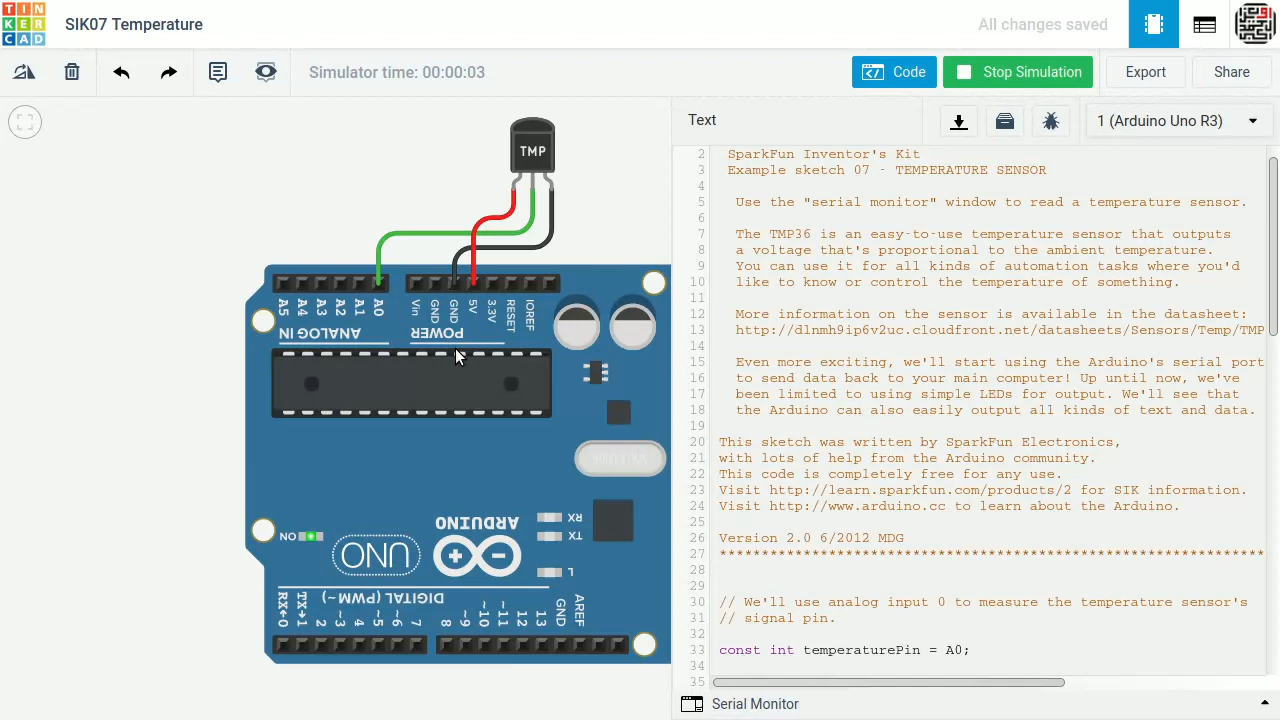 TIN
KER
CAD
SIK07 Temperature
All changes saved
Simulator time: 00:00:03
Code
Stop Simulation
Export
Share
Text
1 (Arduino Uno R3)
TMP
A5 A4 A3 A2 A1 A0
Vin GND GND 5V 3.3V RESET IOREF
ANALOG IN
POWER
ARDUINO
UNO
ON
RX
TX
L
DIGITAL (PWM~)
RX←0 TX→1 2 ~3 4 ~5 ~6 7 8 ~9 ~10 ~11 12 13 GND AREF
2 SparkFun Inventor's Kit
3 Example sketch 07 - TEMPERATURE SENSOR
4
5 Use the "serial monitor" window to read a temperature sensor.
6
7 The TMP36 is an easy-to-use temperature sensor that outputs
8 a voltage that's proportional to the ambient temperature.
9 You can use it for all kinds of automation tasks where you'd
10 like to know or control the temperature of something.
11
12 More information on the sensor is available in the datasheet:
13 http://dlnmh9ip6v2uc.cloudfront.net/datasheets/Sensors/Temp/TMP
14
15 Even more exciting, we'll start using the Arduino's serial port
16 to send data back to your main computer! Up until now, we've
17 been limited to using simple LEDs for output. We'll see that
18 the Arduino can also easily output all kinds of text and data.
19
20 This sketch was written by SparkFun Electronics,
21 with lots of help from the Arduino community.
22 This code is completely free for any use.
23 Visit http://learn.sparkfun.com/products/2 for SIK information.
24 Visit http://www.arduino.cc to learn about the Arduino.
25
26 Version 2.0 6/2012 MDG
27 *****************************************************************
28
29
30 // We'll use analog input 0 to measure the temperature sensor's
31 // signal pin.
32
33 const int temperaturePin = A0;
34
35
Serial Monitor